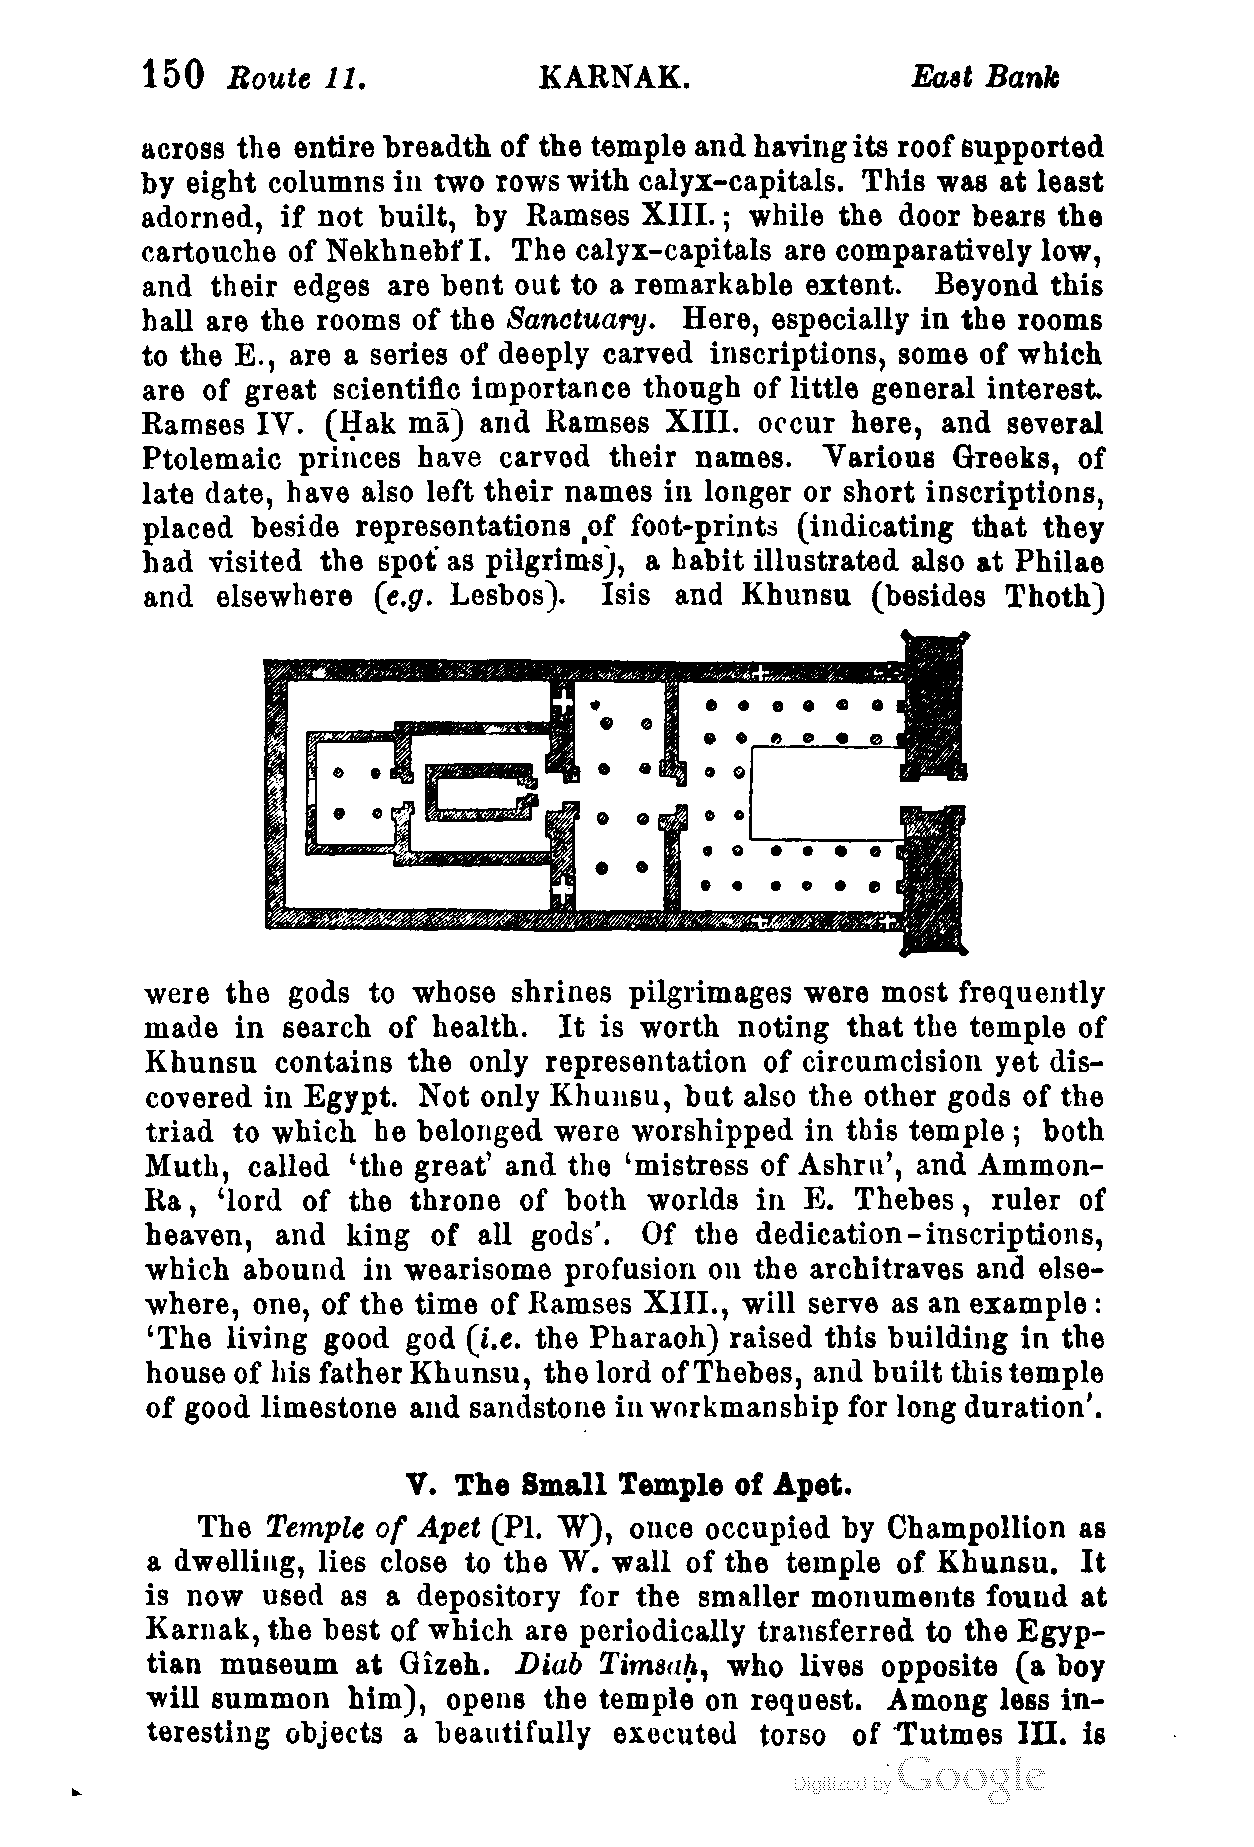 150 Route 11. KARNAK. East Bank
across the entire breadth of the temple and having its roof supported
by eight columns in two rows with calyx-capitals. This was at least
adorned, if not built, by Ramses XIII.; while the door bears the
cartouche of Nekhnebf I. The calyx-capitals are comparatively low,
and their edges are bent out to a remarkable extent. Beyond this
hall are the rooms of the Sanctuary. Here, especially in the rooms
to the E., are a series of deeply carved inscriptions, some of which
are of great scientific importance though of little general interest.
Ramses IV. (Ḥak mā) and Ramses XIII. occur here, and several
Ptolemaic princes have carved their names. Various Greeks, of
late date, have also left their names in longer or short inscriptions,
placed beside representations of foot-prints (indicating that they
had visited the spot as pilgrims), a habit illustrated also at Philae
and elsewhere (e.g. Lesbos). Isis and Khunsu (besides Thoth)
were the gods to whose shrines pilgrimages were most frequently
made in search of health. It is worth noting that the temple of
Khunsu contains the only representation of circumcision yet dis-
covered in Egypt. Not only Khunsu, but also the other gods of the
triad to which he belonged were worshipped in this temple; both
Muth, called 'the great' and the 'mistress of Ashru', and Ammon-
Ra, 'lord of the throne of both worlds in E. Thebes, ruler of
heaven, and king of all gods'. Of the dedication-inscriptions,
which abound in wearisome profusion on the architraves and else-
where, one, of the time of Ramses XIII., will serve as an example:
'The living good god (i.e. the Pharaoh) raised this building in the
house of his father Khunsu, the lord of Thebes, and built this temple
of good limestone and sandstone in workmanship for long duration'.
V. The Small Temple of Apet.
The Temple of Apet (Pl. W), once occupied by Champollion as
a dwelling, lies close to the W. wall of the temple of Khunsu. It
is now used as a depository for the smaller monuments found at
Karnak, the best of which are periodically transferred to the Egyp-
tian museum at Gîzeh. Diab Timsaḥ, who lives opposite (a boy
will summon him), opens the temple on request. Among less in-
teresting objects a beautifully executed torso of Tutmes III. is
Digitized by Google